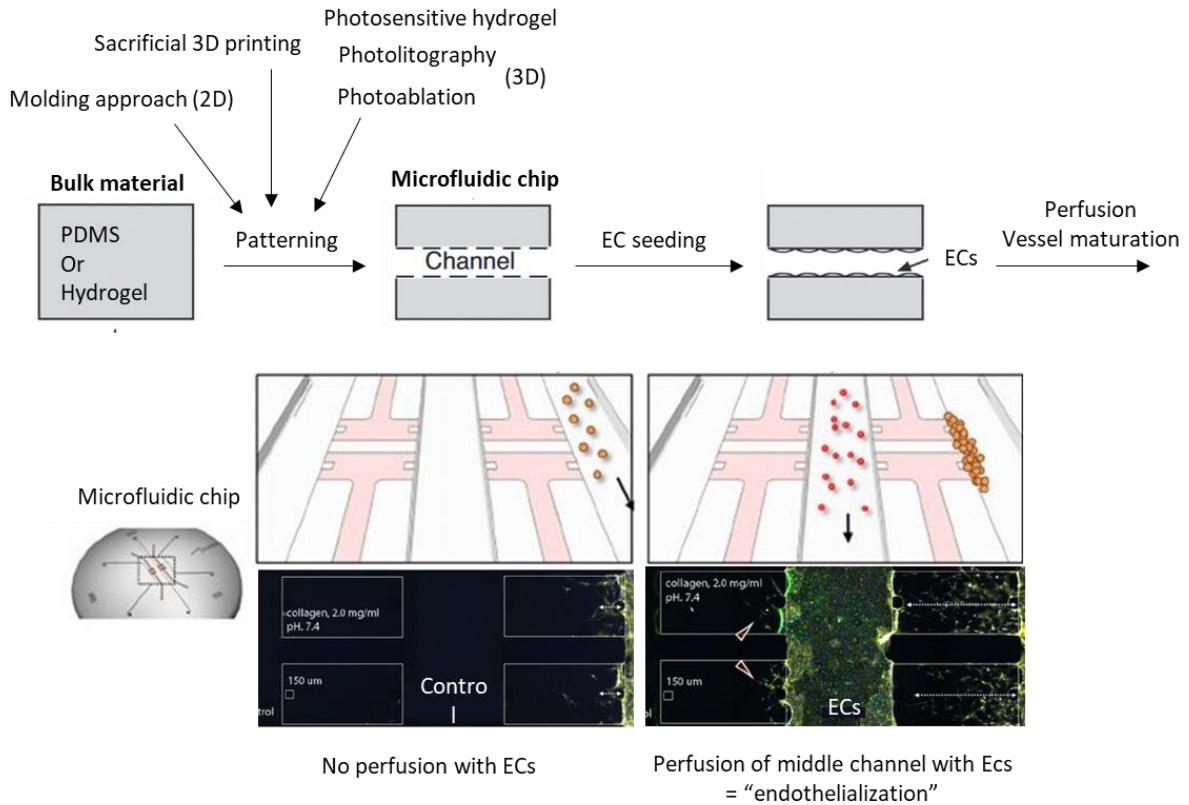 Photosensitive hydrogel
Sacrificial 3D printing
Photolitography
(3D)
Molding approach (2D)
Photoablation
Bulk material
Microfluidic chip
PDMS
Or
Hydrogel
Patterning
Channel
EC seeding
ECs
Perfusion
Vessel maturation
Microfluidic chip
collagen, 2.0 mg/ml
pH. 7.4
150 um
Contro
l
trol
collagen, 2.0 mg/ml
pH. 7.4
150 um
ECs
ol
No perfusion with ECs
Perfusion of middle channel with Ecs
= “endothelialization”